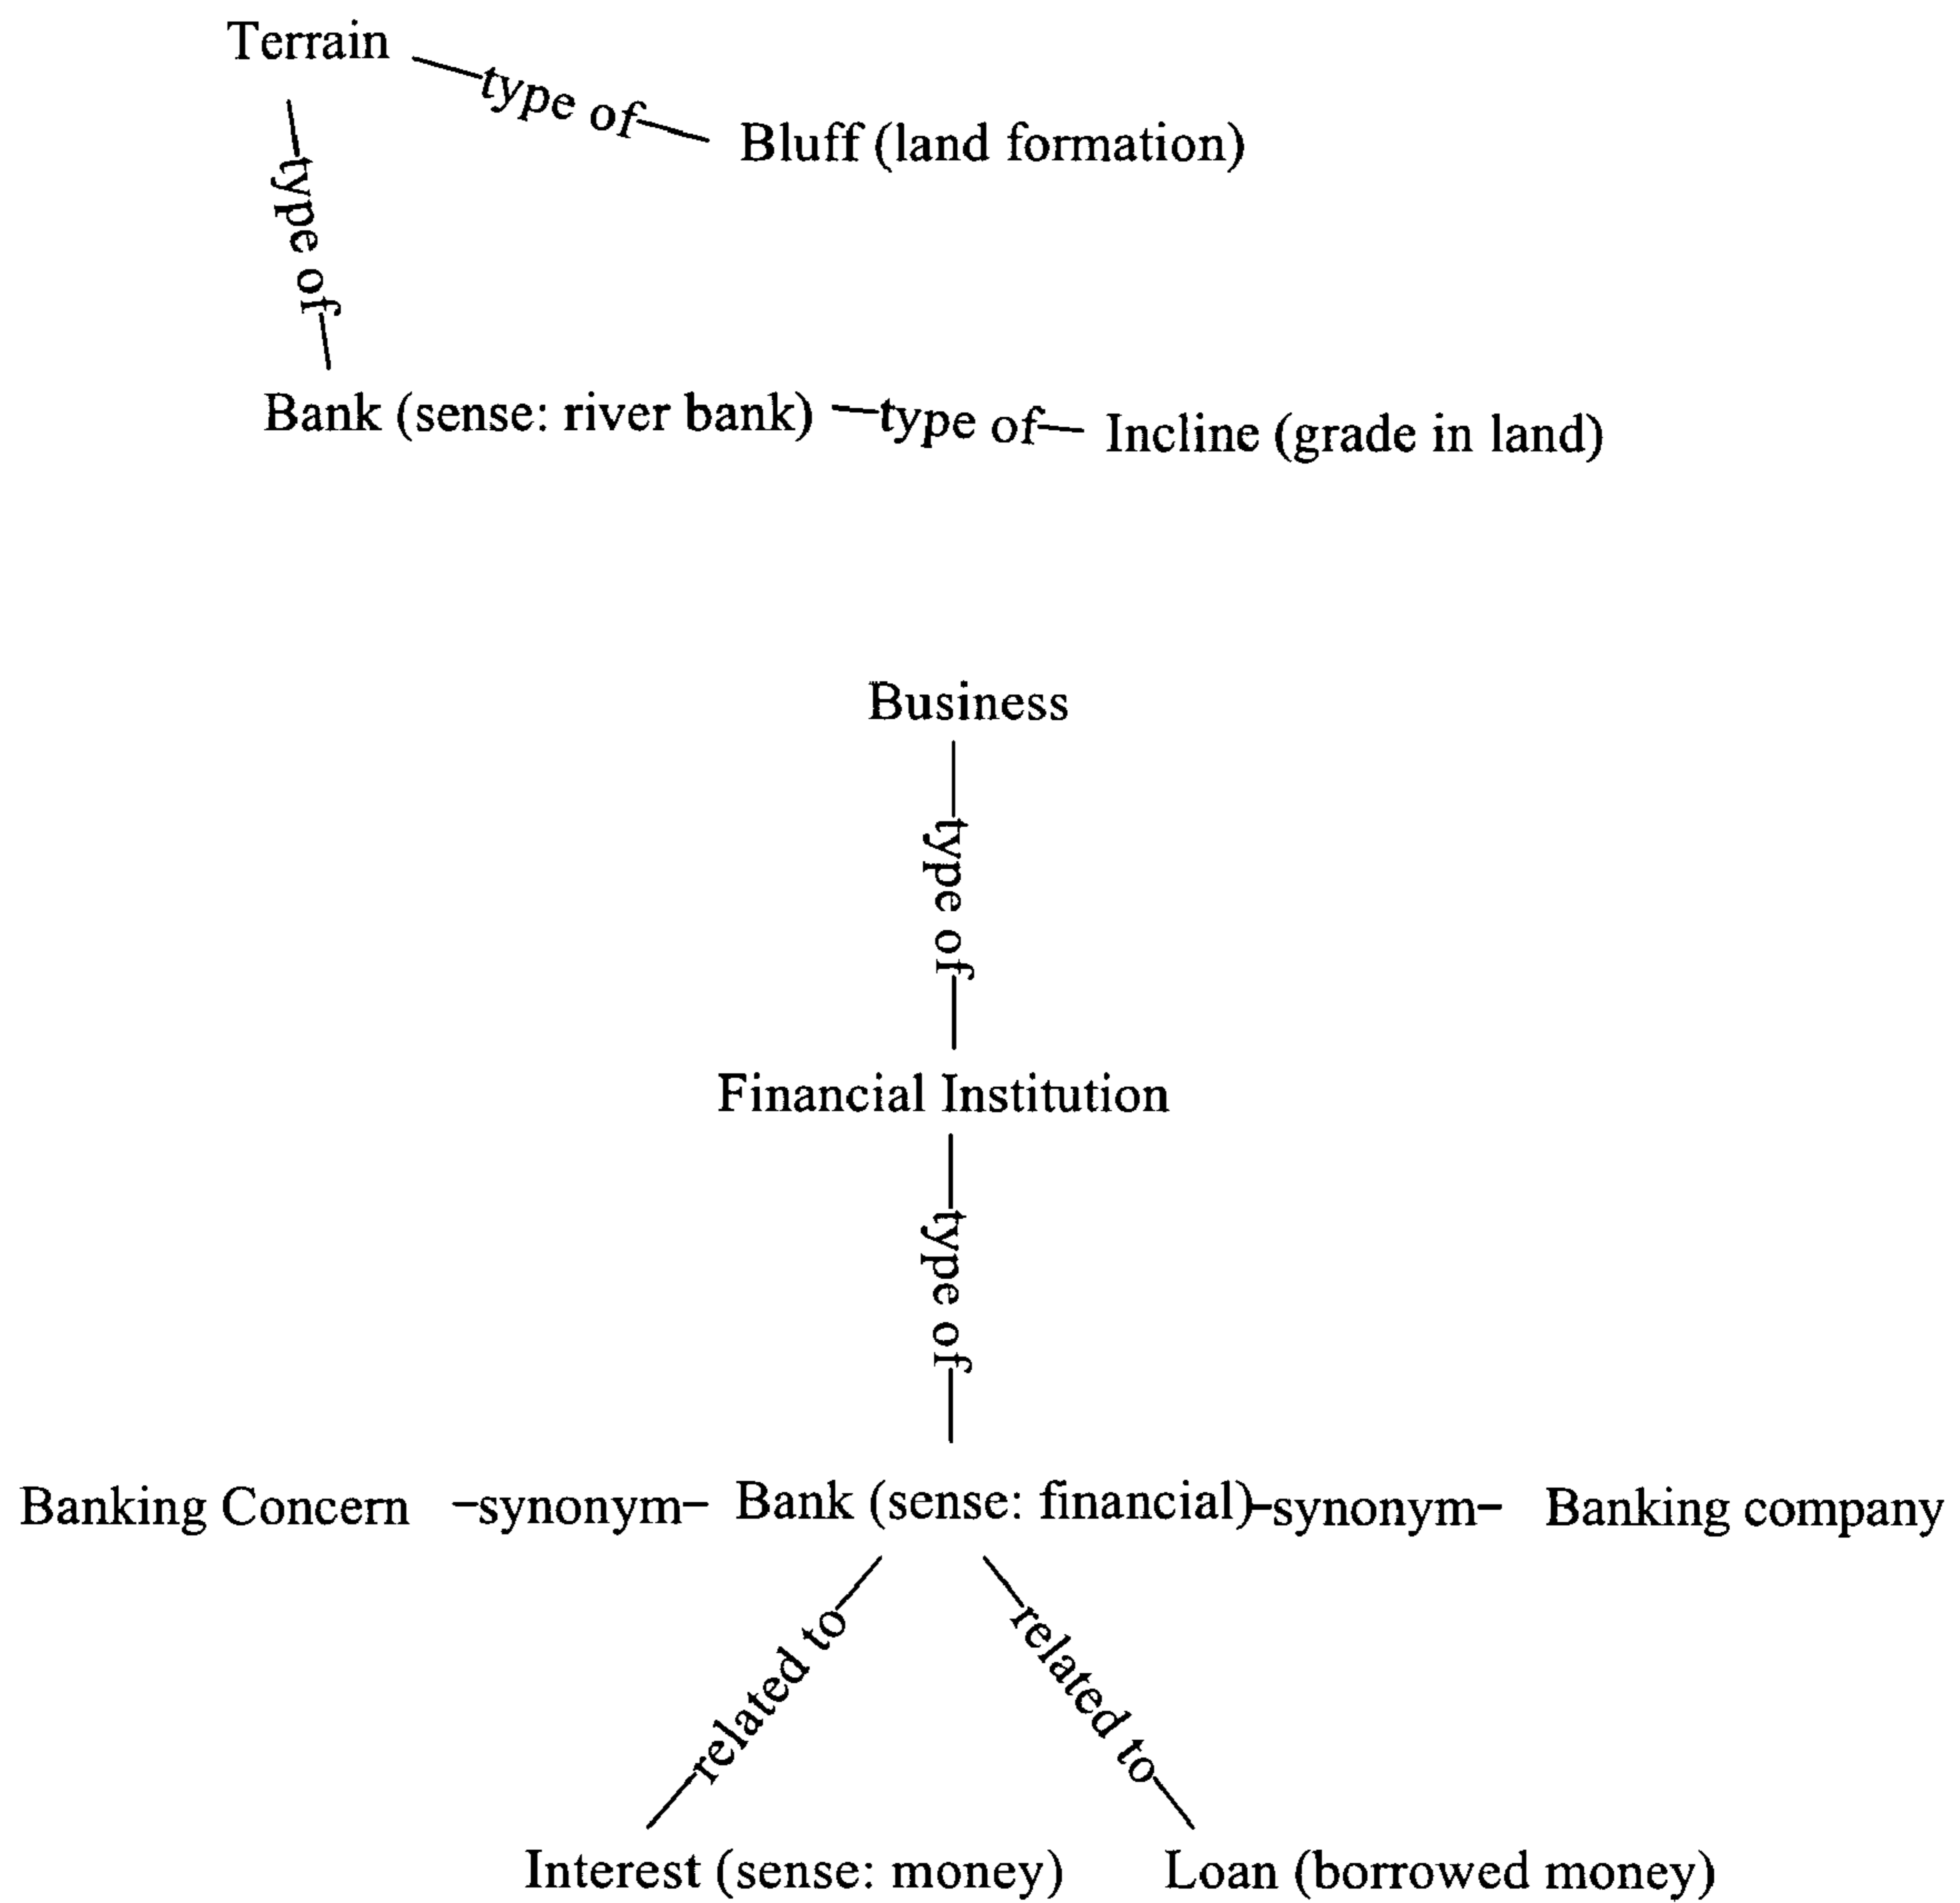 Terrain
type of
Bluff (land formation)
type of
Bank (sense: river bank) type of Incline (grade in land)
Business
type of
Financial Institution
type of
Banking Concern synonym Bank (sense: financial) synonym Banking company
related to related to
Interest (sense: money) Loan (borrowed money)